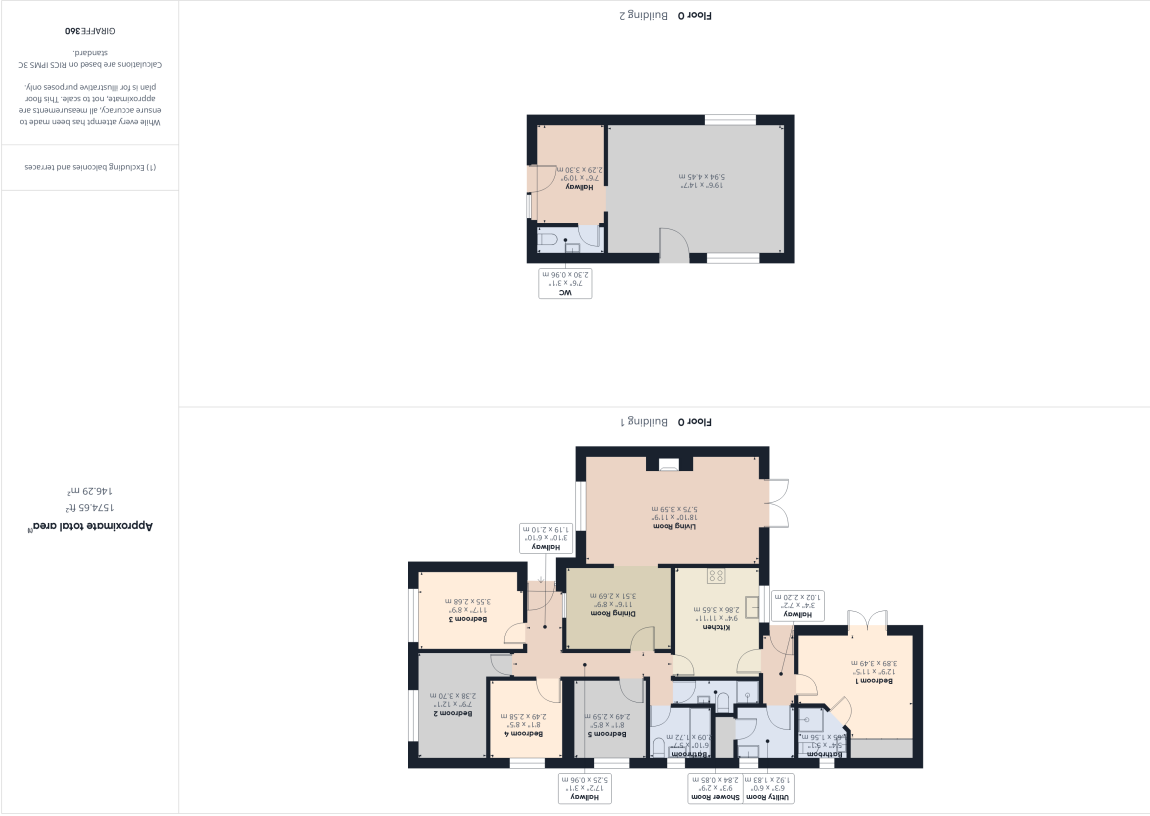 Utility Room
6'3" x 6'0"
1.92 x 1.83 m
Shower Room
9'3" x 2'9"
2.84 x 0.85 m
Hallway
17'2" x 3'1"
5.25 x 0.96 m
Bathroom
5'4" x 5'1"
1.65 x 1.56 m
Bathroom
6'10" x 5'7"
2.09 x 1.72 m
Bedroom 5
8'1" x 8'5"
2.49 x 2.59 m
Bedroom 4
8'1" x 8'5"
2.49 x 2.58 m
Bedroom 2
7'9" x 12'1"
2.38 x 3.70 m
Bedroom 1
12'9" x 11'5"
3.89 x 3.49 m
Hallway
3'4" x 7'2"
1.02 x 2.20 m
Kitchen
9'4" x 11'11"
2.86 x 3.65 m
Dining Room
11'6" x 8'9"
3.51 x 2.69 m
Bedroom 3
11'7" x 8'9"
3.55 x 2.68 m
Hallway
3'10" x 6'10"
1.19 x 2.10 m
Living Room
18'10" x 11'9"
5.75 x 3.59 m
Floor 0 Building 1
WC
7'6" x 3'1"
2.30 x 0.96 m
Hallway
7'6" x 10'9"
2.29 x 3.30 m
19'6" x 14'7"
5.94 x 4.45 m
Floor 0 Building 2
Approximate total area(1)
1574.65 ft²
146.29 m²
(1) Excluding balconies and terraces
While every attempt has been made to
ensure accuracy, all measurements are
approximate, not to scale. This floor
plan is for illustrative purposes only.
Calculations are based on RICS IPMS 3C
standard.
GIRAFFE360